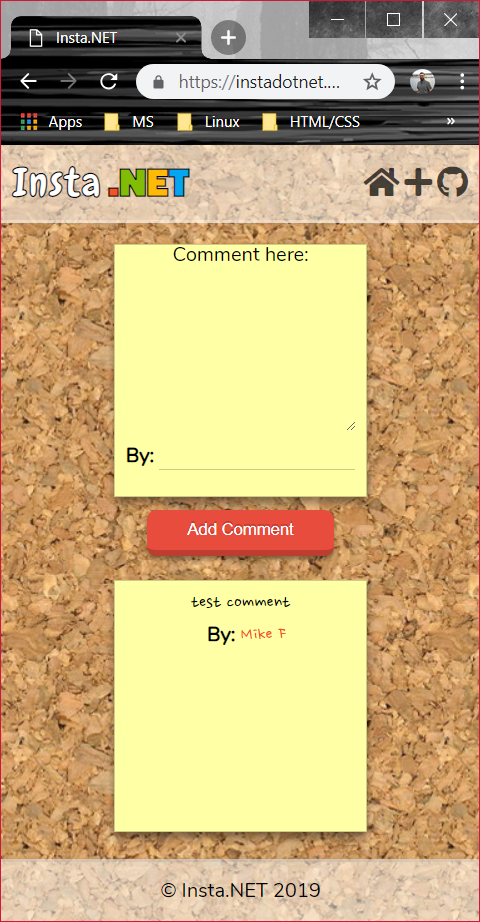 Insta.NET
https://instadotnet....
Apps MS Linux HTML/CSS »
Insta .NET
Comment here:
By:
Add Comment
test comment
By: Mike F
© Insta.NET 2019